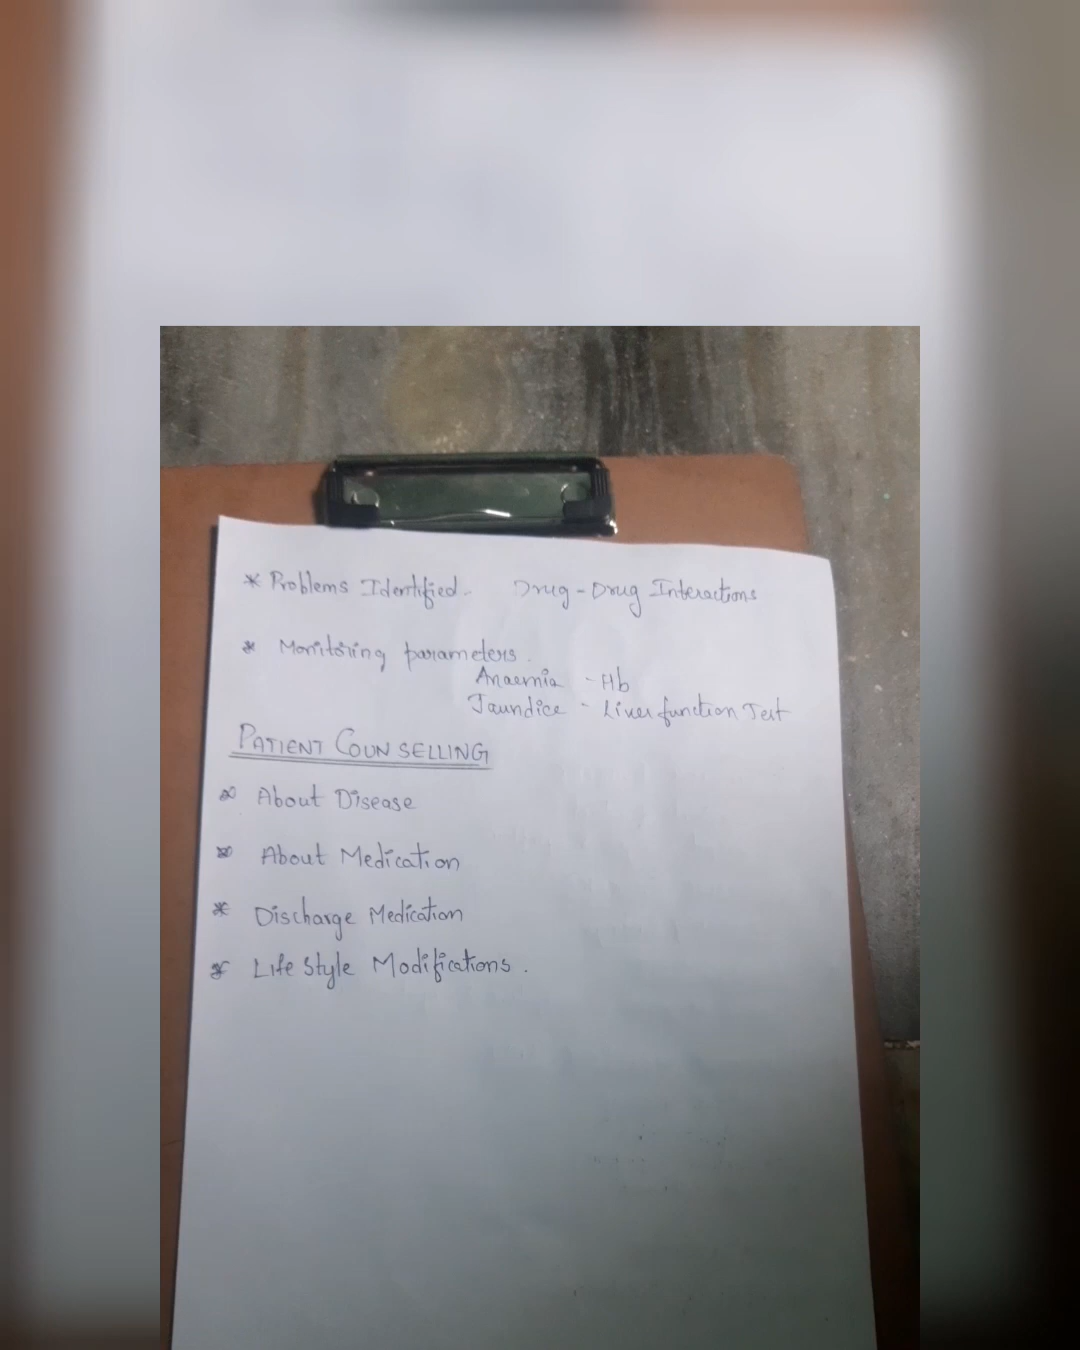 * Problems Identified. Drug-Drug Interactions
* Monitoring parameters.
Anaemia - Hb
Jaundice - Liver function Test
PATIENT COUNSELLING
* About Disease
* About Medication
* Discharge Medication
* Life Style Modifications.